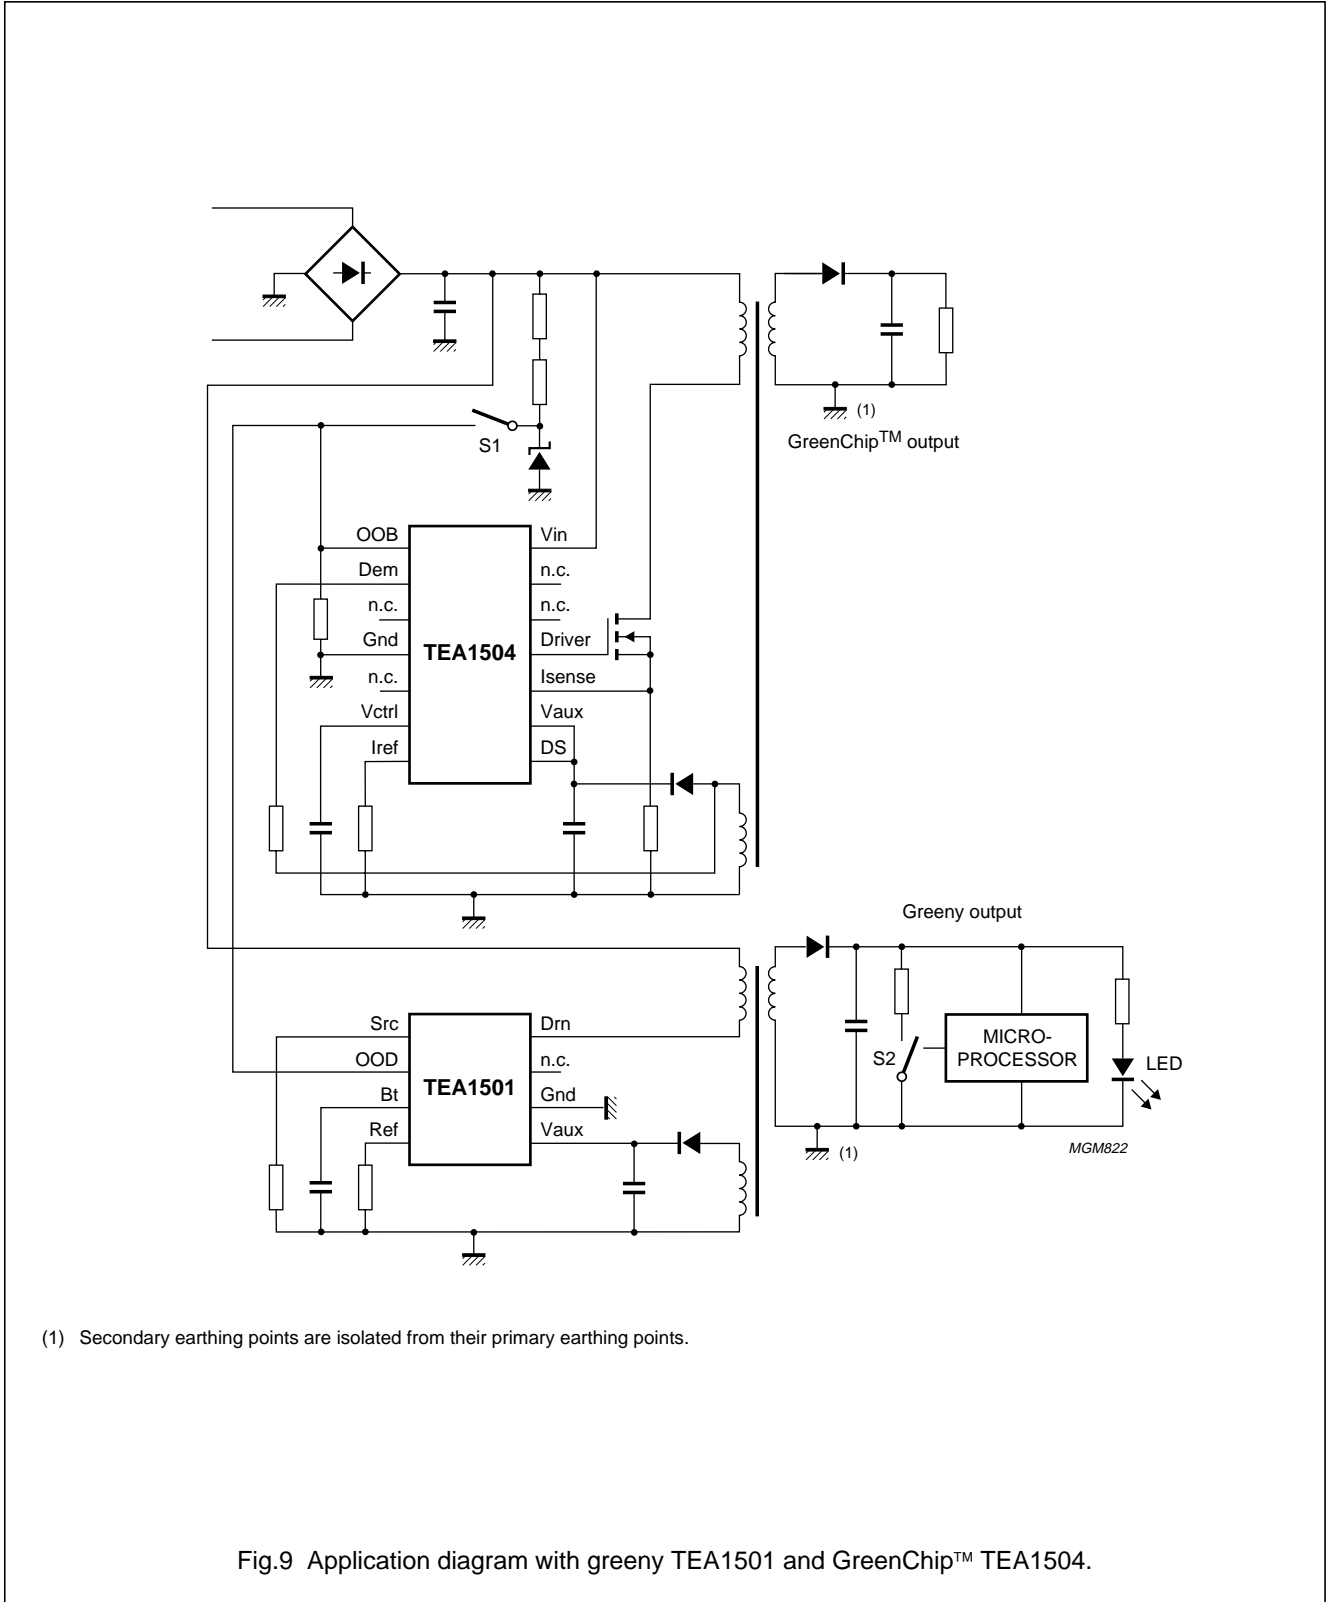 (1)
GreenChip™ output
S1
OOB
Dem
n.c.
Gnd
n.c.
Vctrl
Iref
TEA1504
Vin
n.c.
n.c.
Driver
Isense
Vaux
DS
Greeny output
Src
OOD
Bt
Ref
TEA1501
Drn
n.c.
Gnd
Vaux
S2
MICRO-
PROCESSOR
LED
(1)
MGM822
(1) Secondary earthing points are isolated from their primary earthing points.
Fig.9 Application diagram with greeny TEA1501 and GreenChip™ TEA1504.